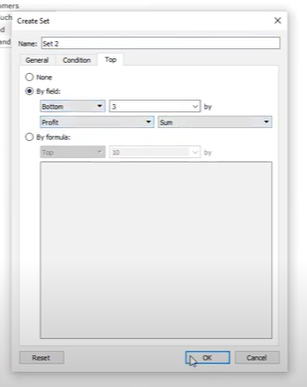 omers
Create Set
uch
d
and
Name: Set 2
General Condition Top
None
By field:
Bottom 3 by
Profit Sum
By formula:
Top 10 by
Reset OK Cancel